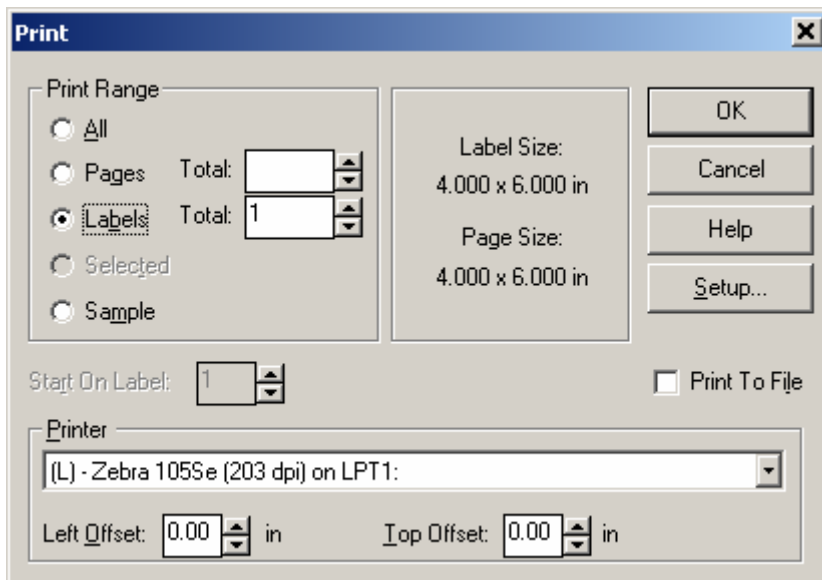 Print
Print Range
All
Pages Total:
Labels Total: 1
Selected
Sample
Label Size:
4.000 x 6.000 in
Page Size:
4.000 x 6.000 in
OK
Cancel
Help
Setup...
Start On Label: 1
Print To File
Printer
(L) - Zebra 105Se (203 dpi) on LPT1:
Left Offset: 0.00 in Top Offset: 0.00 in